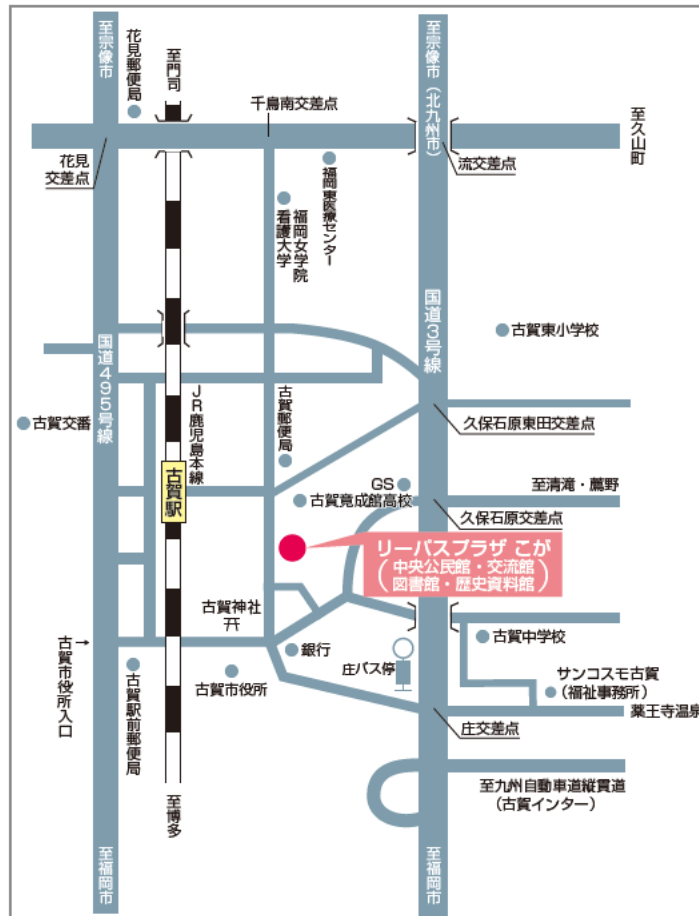 至宗像市
花見郵便局
至門司
千鳥南交差点
至宗像市(北九州市)
至久山町
花見
交差点
流交差点
福岡東医療センター
福岡女学院
看護大学
国道495号線
国道3号線
古賀東小学校
JR鹿児島本線
古賀郵便局
古賀交番
久保石原東田交差点
古賀駅
GS
古賀竟成館高校
至清滝・薦野
久保石原交差点
リーパスプラザ こが
(中央公民館・交流館
図書館・歴史資料館)
古賀神社
古賀市役所入口→
古賀駅前郵便局
古賀市役所
銀行
庄バス停
古賀中学校
サンコスモ古賀
(福祉事務所)
薬王寺温泉
庄交差点
至九州自動車道縦貫道
(古賀インター)
至博多
至福岡市
至福岡市